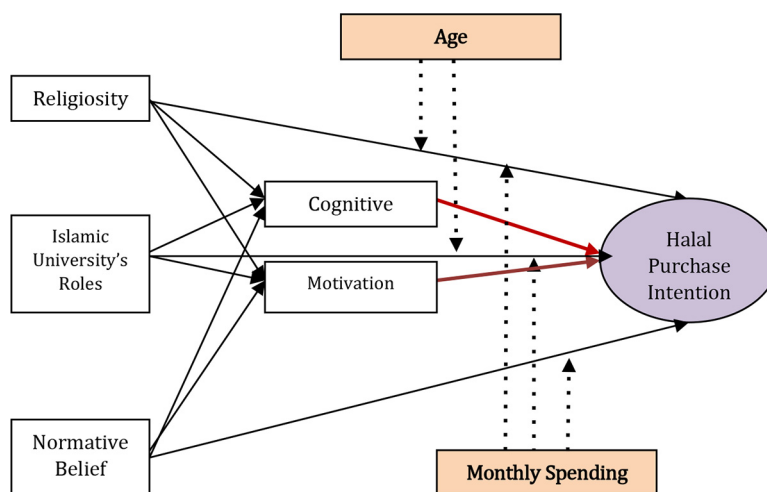 Age
Religiosity
Cognitive
Islamic
University's
Roles
Motivation
Halal
Purchase
Intention
Normative
Belief
Monthly Spending